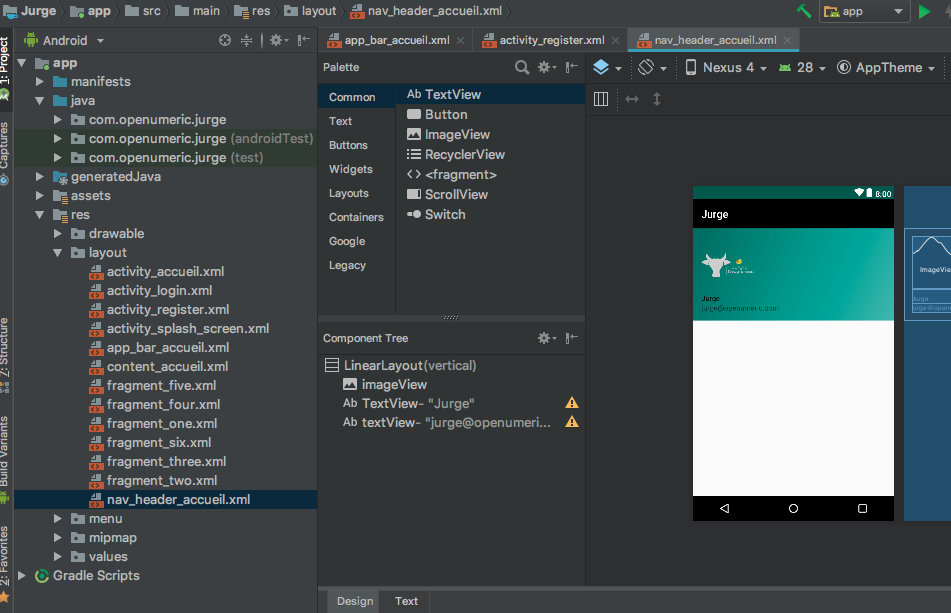 Jurge app src main res layout nav_header_accueil.xml app
Android
app_bar_accueil.xml activity_register.xml nav_header_accueil.xml
1: Project
Captures
Z: Structure
Build Variants
2: Favorites
app
manifests
java
com.openumeric.jurge
com.openumeric.jurge (androidTest)
com.openumeric.jurge (test)
generatedJava
assets
res
drawable
layout
activity_accueil.xml
activity_login.xml
activity_register.xml
activity_splash_screen.xml
app_bar_accueil.xml
content_accueil.xml
fragment_five.xml
fragment_four.xml
fragment_one.xml
fragment_six.xml
fragment_three.xml
fragment_two.xml
nav_header_accueil.xml
menu
mipmap
values
Gradle Scripts
Palette
Common
Text
Buttons
Widgets
Layouts
Containers
Google
Legacy
Ab TextView
Button
ImageView
RecyclerView
<> <fragment>
ScrollView
Switch
Component Tree
LinearLayout(vertical)
imageView
Ab TextView- "Jurge"
Ab textView- "jurge@openumeri...
Nexus 4 28 AppTheme
8:00
Jurge
Jurge
jurge@openumeric.com
ImageVie
Jurge
jurge@openu
Design Text